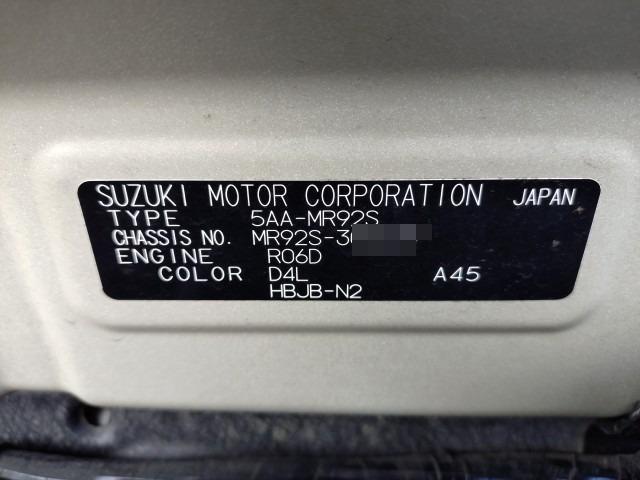 SUZUKI MOTOR CORPORATION JAPAN
TYPE 5AA-MR92S
CHASSIS NO. MR92S-3
ENGINE R06D
COLOR D4L A45
HBJB-N2